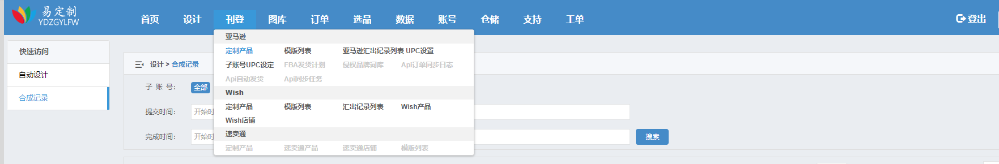 易定制
YDZGYLFW
首页 设计 刊登 图库 订单 选品 数据 账号 仓储 支持 工单 登出
快速访问
自动设计
合成记录
设计 > 合成记录
子 账 号: 全部
提交时间: 开始时
完成时间: 开始时
搜索
亚马逊
定制产品 模版列表 亚马逊汇出记录列表 UPC设置
子账号UPC设定 FBA发货计划 侵权品牌词库 Api订单同步日志
Api自动发货 Api同步任务
Wish
定制产品 模版列表 汇出记录列表 Wish产品
Wish店铺
速卖通
定制产品 速卖通产品 速卖通店铺 模版列表